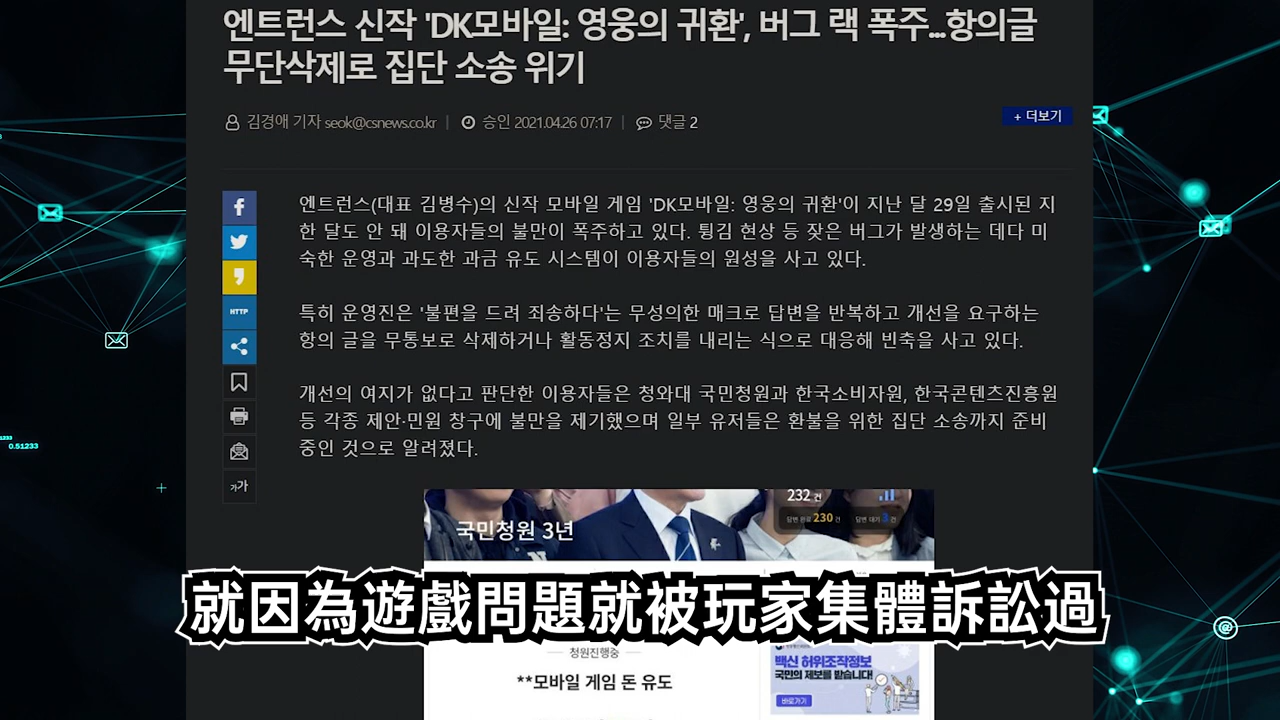 엔트런스 신작 'DK모바일: 영웅의 귀환', 버그 랙 폭주...항의글
무단삭제로 집단 소송 위기
김경애 기자 seok@csnews.co.kr | 승인 2021.04.26 07:17 | 댓글 2
+ 더보기
엔트런스(대표 김병수)의 신작 모바일 게임 'DK모바일: 영웅의 귀환'이 지난 달 29일 출시된 지
한 달도 안 돼 이용자들의 불만이 폭주하고 있다. 튕김 현상 등 잦은 버그가 발생하는 데다 미
숙한 운영과 과도한 과금 유도 시스템이 이용자들의 원성을 사고 있다.
HTTP
특히 운영진은 '불편을 드려 죄송하다'는 무성의한 매크로 답변을 반복하고 개선을 요구하는
항의 글을 무통보로 삭제하거나 활동정지 조치를 내리는 식으로 대응해 빈축을 사고 있다.
개선의 여지가 없다고 판단한 이용자들은 청와대 국민청원과 한국소비자원, 한국콘텐츠진흥원
등 각종 제안·민원 창구에 불만을 제기했으며 일부 유저들은 환불을 위한 집단 소송까지 준비
중인 것으로 알려졌다.
0.51233
가가
232 건
답변 완료 230 건 답변 대기 3 건
국민청원 3년
就因為遊戲問題就被玩家集體訴訟過
청원진행중
**모바일 게임 돈 유도
백신 허위조작정보
국민의 제보를 받습니다!
바로가기